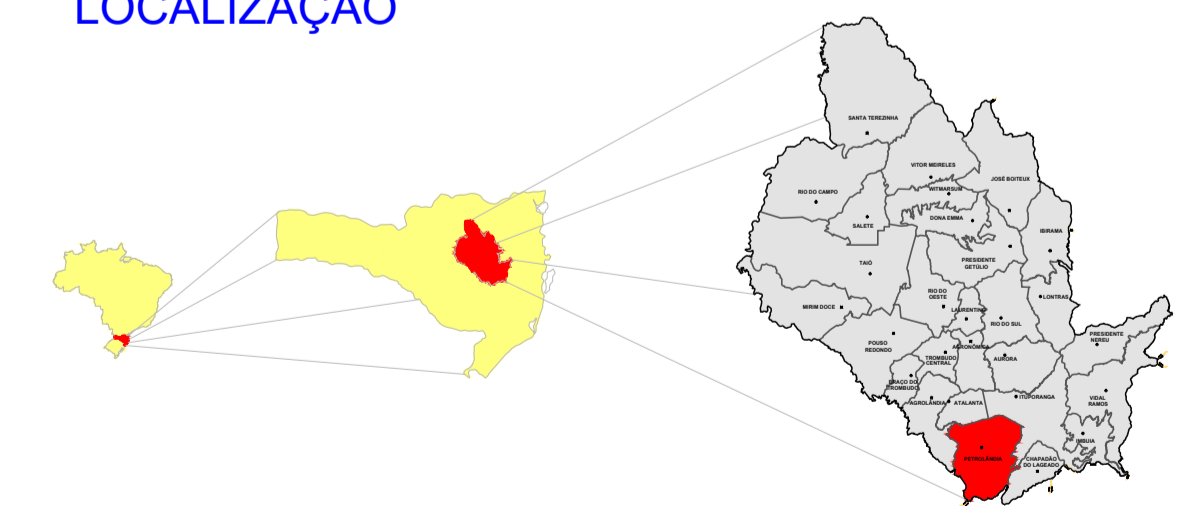 LOCALIZAÇÃO
SANTA TEREZINHA
VITOR MEIRELES
JOSÉ BOITEUX
RIO DO CAMPO
WITMARSUM
DONA EMMA
SALETE
IBIRAMA
TAIÓ
PRESIDENTE
GETÚLIO
RIO DO
OESTE
LONTRAS
MIRIM DOCE
LAURENTINO
RIO DO SUL
PRESIDENTE
NEREU
POUSO
REDONDO
AGRONÔMICA
TROMBUDO
CENTRAL
AURORA
BRAÇO DO
TROMBUDO
AGROLÂNDIA
ATALANTA
ITUPORANGA
VIDAL
RAMOS
IMBUIA
PETROLÂNDIA
CHAPADÃO
DO LAGEADO